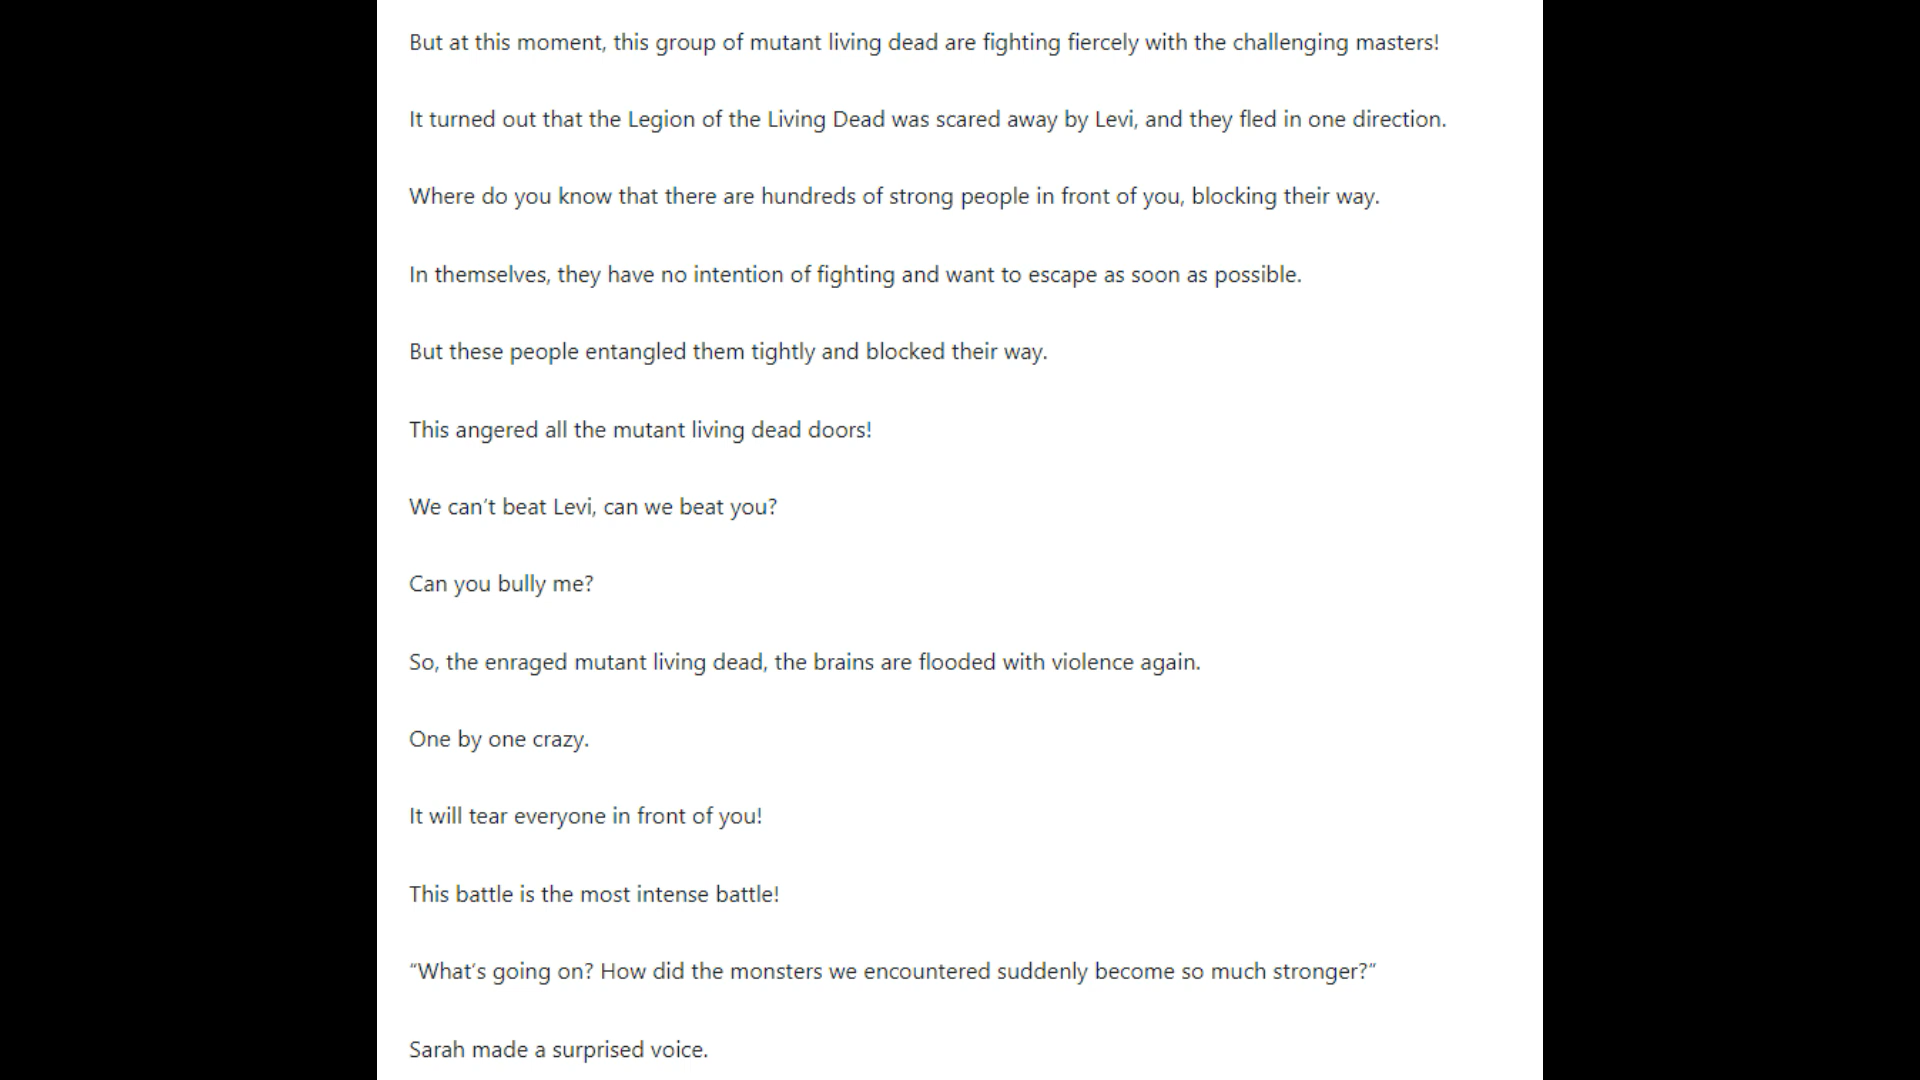 But at this moment, this group of mutant living dead are fighting fiercely with the challenging masters!
It turned out that the Legion of the Living Dead was scared away by Levi, and they fled in one direction.
Where do you know that there are hundreds of strong people in front of you, blocking their way.
In themselves, they have no intention of fighting and want to escape as soon as possible.
But these people entangled them tightly and blocked their way.
This angered all the mutant living dead doors!
We can’t beat Levi, can we beat you?
Can you bully me?
So, the enraged mutant living dead, the brains are flooded with violence again.
One by one crazy.
It will tear everyone in front of you!
This battle is the most intense battle!
“What’s going on? How did the monsters we encountered suddenly become so much stronger?”
Sarah made a surprised voice.